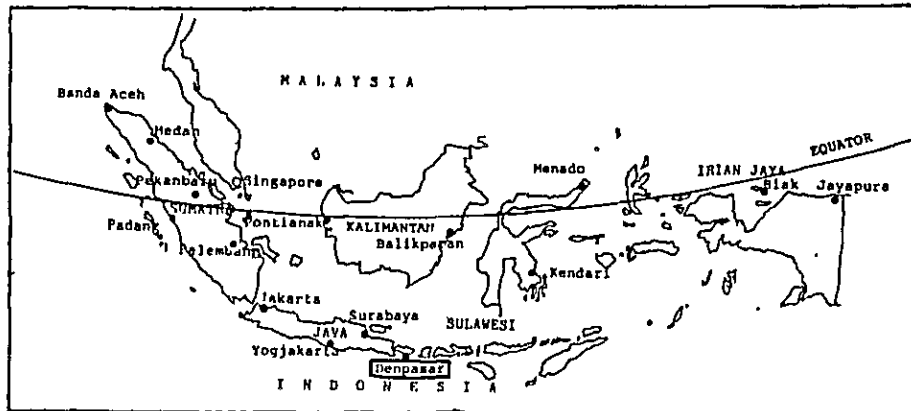 MALAYSIA
Banda Aceh
Medan
EQUATOR
Menado
IRIAN JAYA
Biak Jayapura
Pekanbaru Singapore
SUMATRA
Padang
Pontianak
KALIMANTAN
Palembang
Balikpapan
Kendari
Jakarta
Surabaya
JAVA
SULAWESI
Yogjakarta
Denpasar
INDONESIA